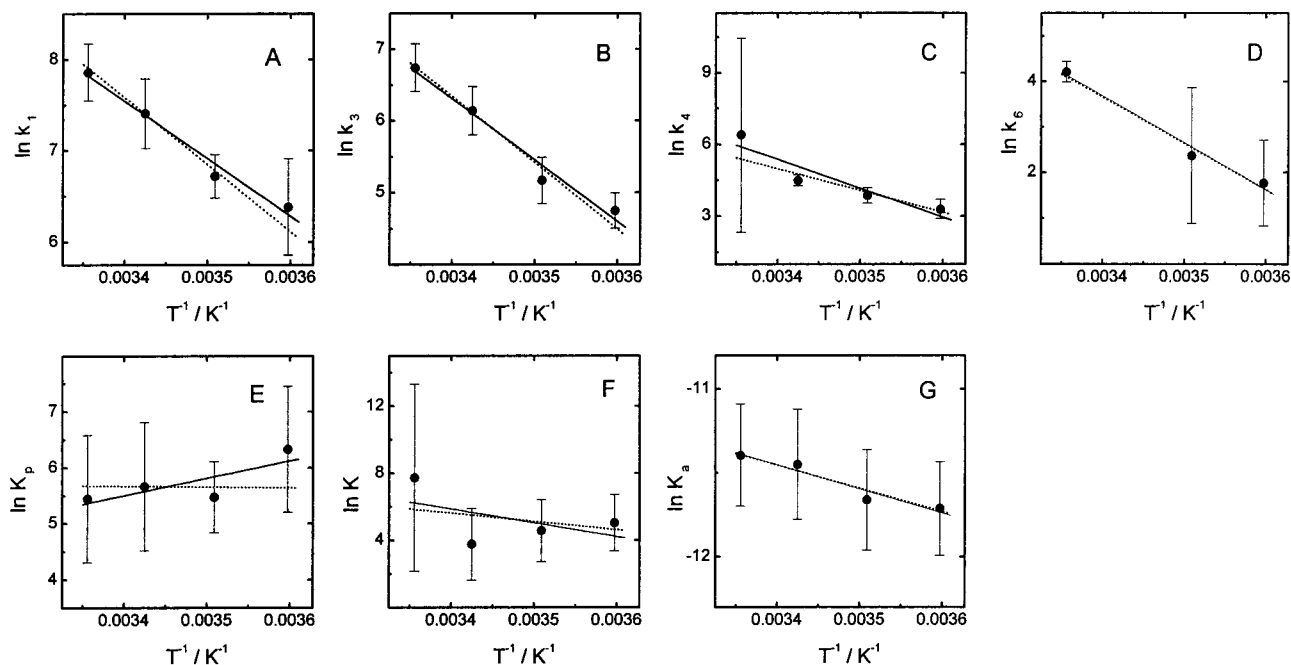 A
8
7
6
ln k₁
0.0034 0.0035 0.0036
T⁻¹ / K⁻¹
B
7
6
5
ln k₃
0.0034 0.0035 0.0036
T⁻¹ / K⁻¹
C
9
6
3
ln k₄
0.0034 0.0035 0.0036
T⁻¹ / K⁻¹
D
4
2
ln k₆
0.0034 0.0035 0.0036
T⁻¹ / K⁻¹
E
7
6
5
4
ln Kₚ
0.0034 0.0035 0.0036
T⁻¹ / K⁻¹
F
12
8
4
ln K
0.0034 0.0035 0.0036
T⁻¹ / K⁻¹
G
-11
-12
ln Kₐ
0.0034 0.0035 0.0036
T⁻¹ / K⁻¹